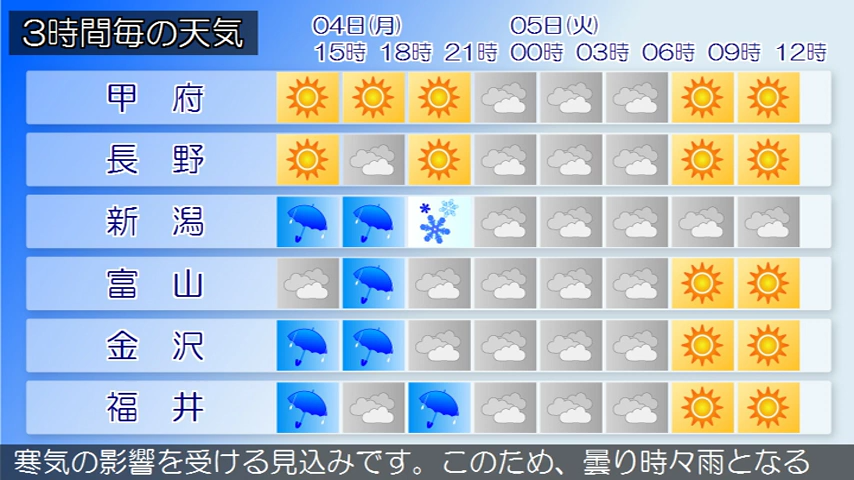 3時間毎の天気
04日(月) 05日(火)
15時 18時 21時 00時 03時 06時 09時 12時
甲府
長野
新潟
富山
金沢
福井
寒気の影響を受ける見込みです。このため、曇り時々雨となる